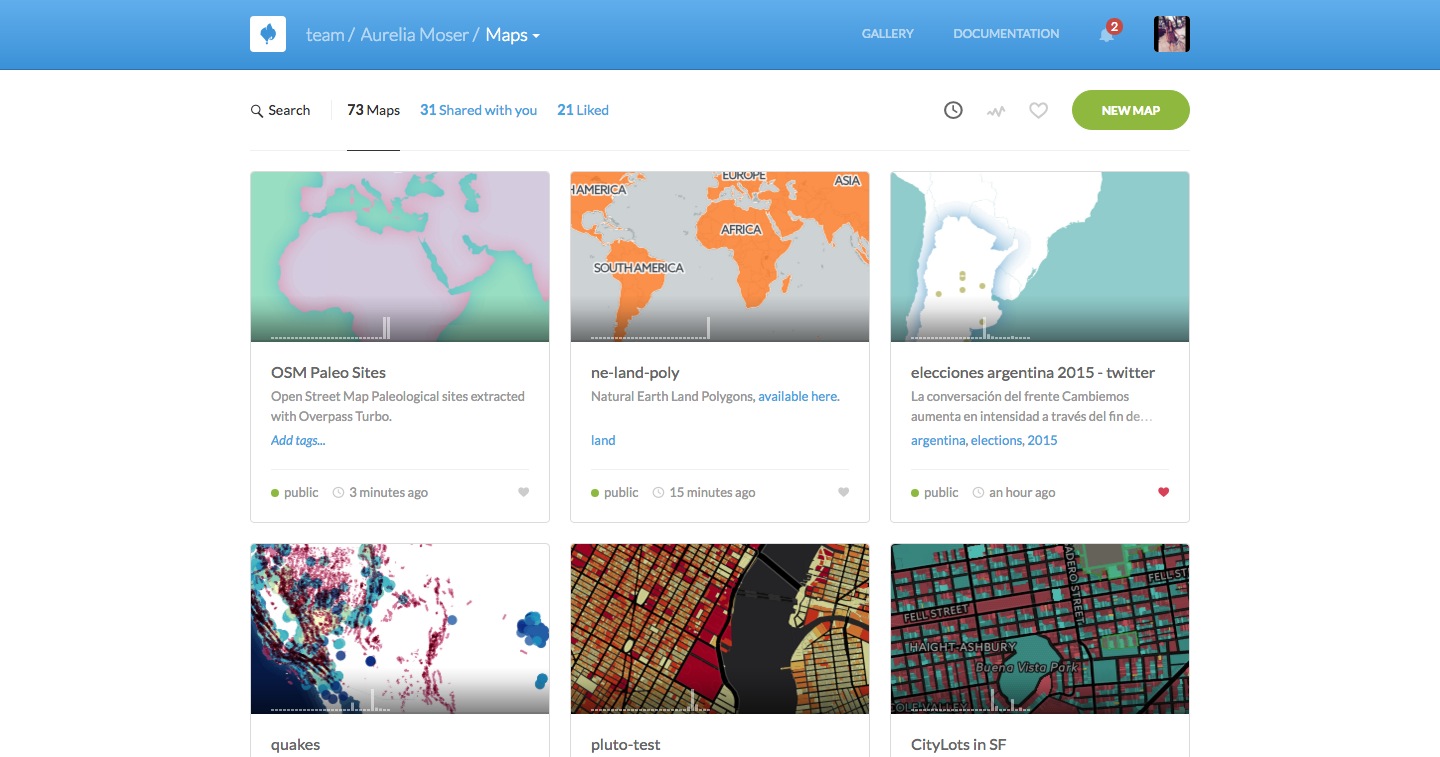 team / Aurelia Moser / Maps
GALLERY
DOCUMENTATION
2
Search
73 Maps
31 Shared with you
21 Liked
NEW MAP
H AMERICA
EUROPE
ASIA
AFRICA
SOUTH AMERICA
OSM Paleo Sites
Open Street Map Paleological sites extracted
with Overpass Turbo.
Add tags...
public
3 minutes ago
ne-land-poly
Natural Earth Land Polygons, available here.
land
public
15 minutes ago
elecciones argentina 2015 - twitter
La conversación del frente Cambiemos
aumenta en intensidad a través del fin de...
argentina, elections, 2015
public
an hour ago
ADERO STREET
FELL ST
FELL STREET
HAIGHT-ASHBURY
Buena Vista Park
COLE VALLEY
quakes
pluto-test
CityLots in SF